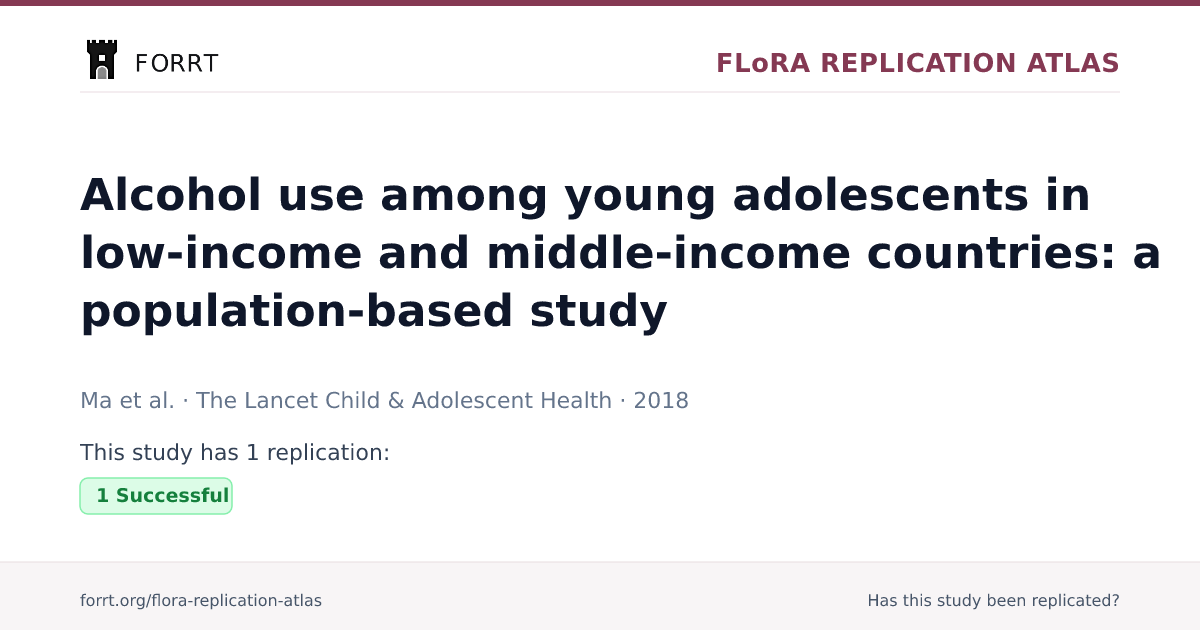 FORRT
FLoRA REPLICATION ATLAS
Alcohol use among young adolescents in
low-income and middle-income countries: a
population-based study
Ma et al. · The Lancet Child & Adolescent Health · 2018
This study has 1 replication:
1 Successful
forrt.org/flora-replication-atlas
Has this study been replicated?